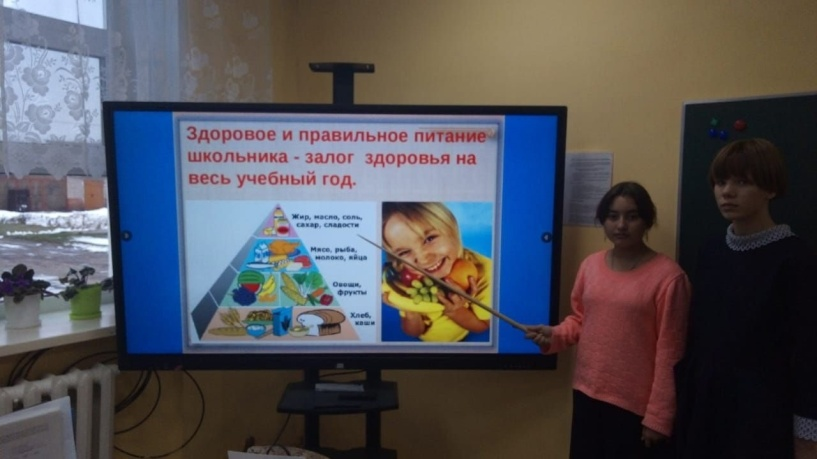 Здоровое и правильное питание
школьника - залог здоровья на
весь учебный год.
Жир, масло, соль,
сахар, сладости
Мясо, рыба,
молоко, яйца
Овощи,
фрукты
Хлеб,
каши